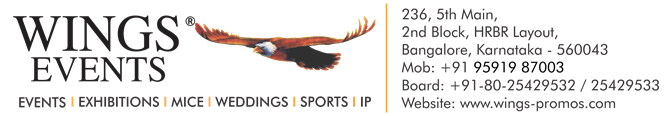 WINGS®
EVENTS
EVENTS | EXHIBITIONS | MICE | WEDDINGS | SPORTS | IP
236, 5th Main,
2nd Block, HRBR Layout,
Bangalore, Karnataka - 560043
Mob: +91 95919 87003
Board: +91-80-25429532 / 25429533
Website: www.wings-promos.com